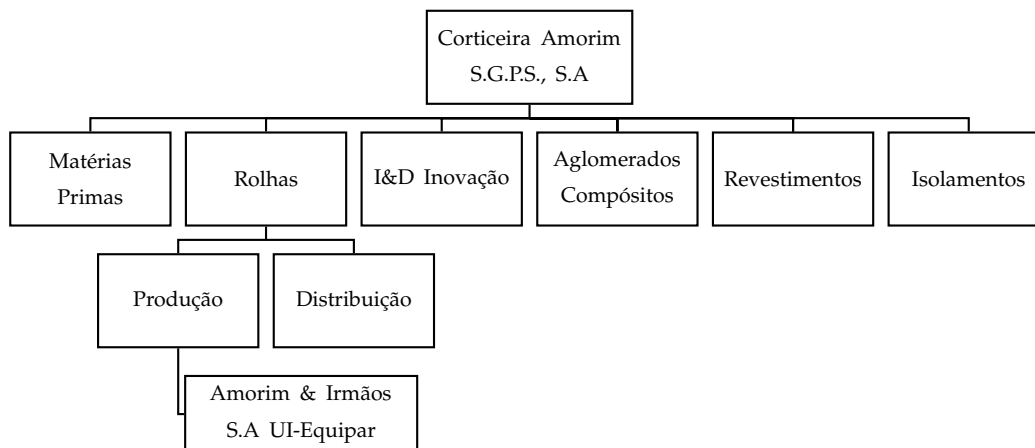 Corticeira Amorim
S.G.P.S., S.A
Matérias
Primas
Rolhas
I&D Inovação
Aglomerados
Compósitos
Revestimentos
Isolamentos
Produção
Distribuição
Amorim & Irmãos
S.A UI-Equipar